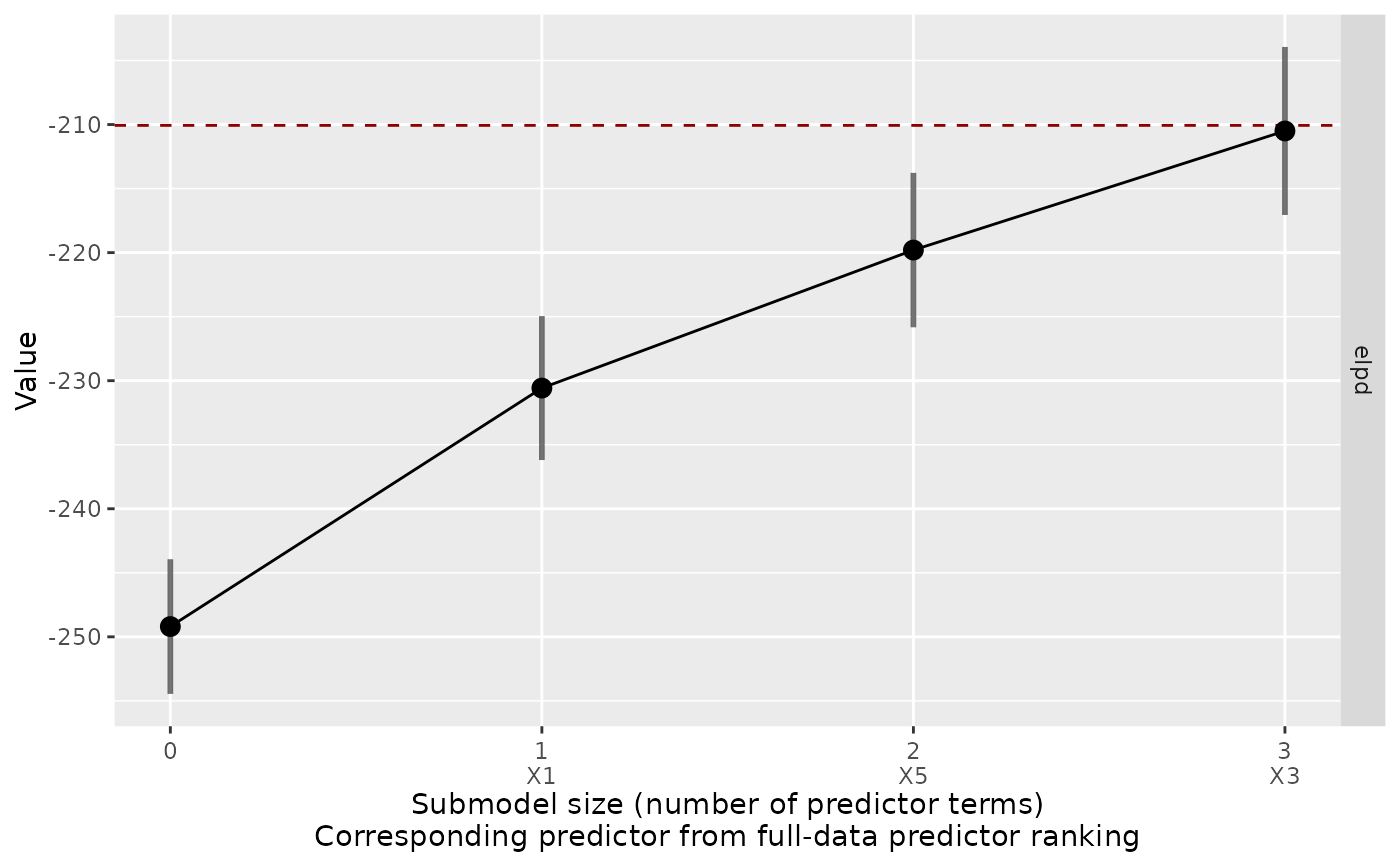 -210
-220
-230
-240
-250
Value
elpd
0
1
2
3
X1
X5
X3
Submodel size (number of predictor terms)
Corresponding predictor from full-data predictor ranking